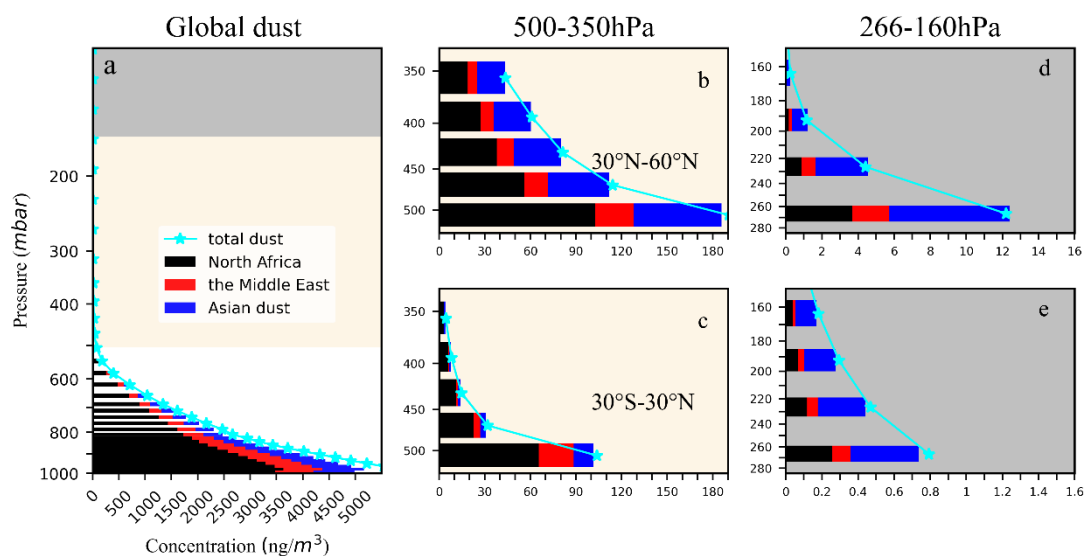 Global dust
500-350hPa
266-160hPa
a
Pressure (mbar)
200
300
400
600
800
1000
total dust
North Africa
the Middle East
Asian dust
0
500
1000
1500
2000
2500
3000
3500
4000
4500
5000
Concentration (ng/m³)
b
350
400
450
500
30°N-60°N
0 30 60 90 120 150 180
d
160
180
200
220
240
260
280
0 2 4 6 8 10 12 14 16
c
350
400
450
500
30°S-30°N
0 30 60 90 120 150 180
e
160
180
200
220
240
260
280
0 0.2 0.4 0.6 0.8 1 1.2 1.4 1.6